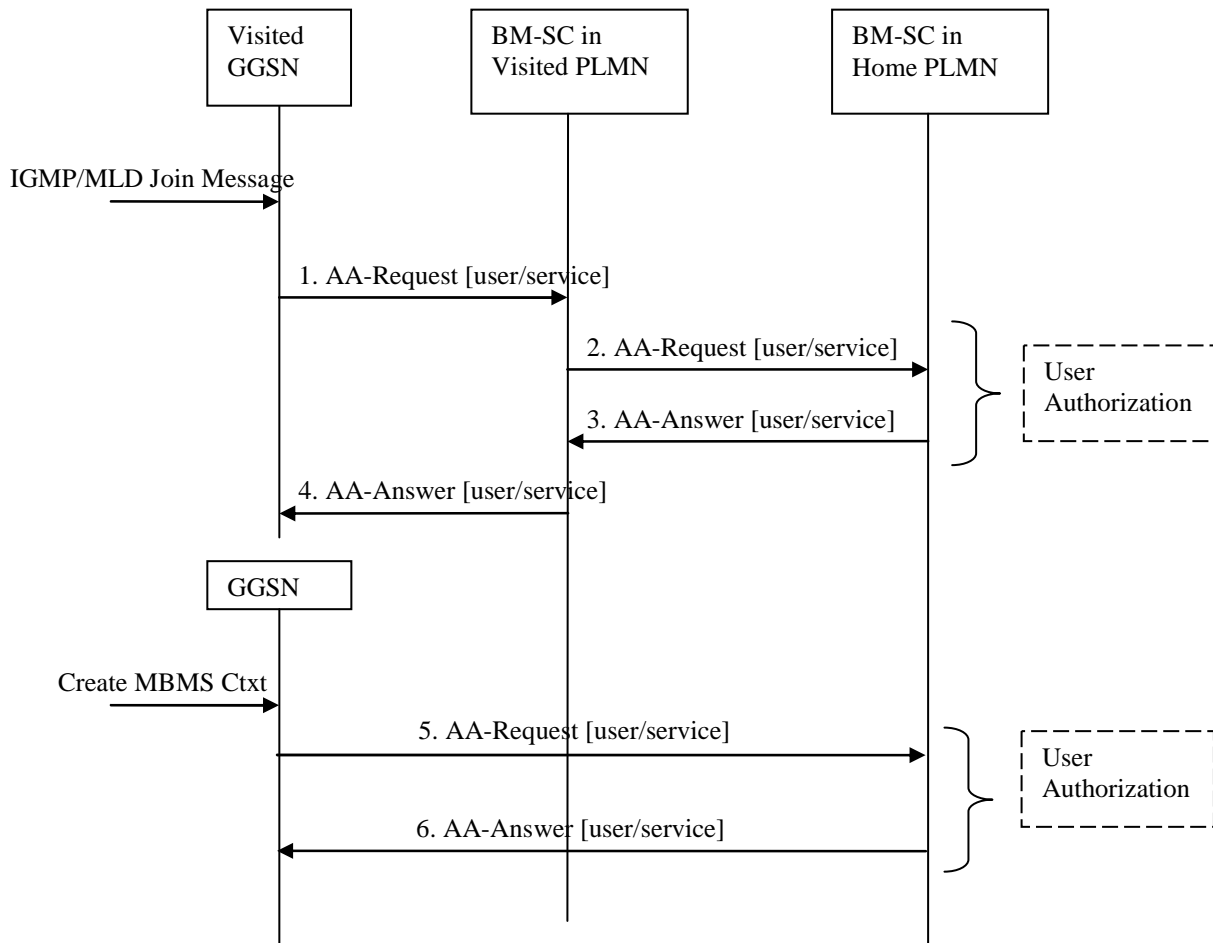 Visited
GGSN
BM-SC in
Visited PLMN
BM-SC in
Home PLMN
IGMP/MLD Join Message
1. AA-Request [user/service]
2. AA-Request [user/service]
User
Authorization
3. AA-Answer [user/service]
4. AA-Answer [user/service]
GGSN
Create MBMS Ctxt
5. AA-Request [user/service]
User
Authorization
6. AA-Answer [user/service]